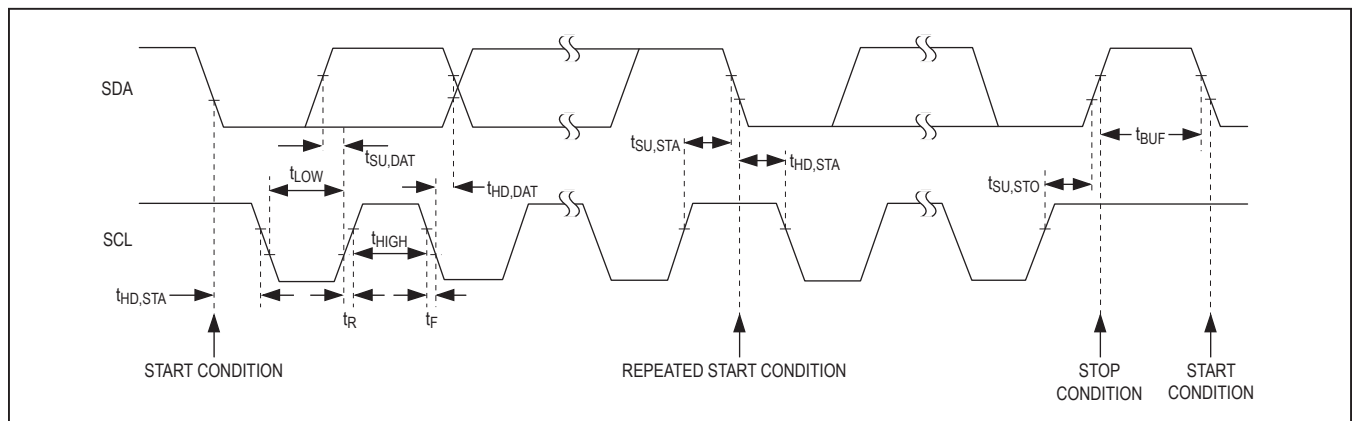 SDA
tSU,DAT
tLOW
tHD,DAT
tSU,STA
tHD,STA
tBUF
tSU,STO
SCL
tHIGH
tHD,STA
tR
tF
START CONDITION
REPEATED START CONDITION
STOP
CONDITION
START
CONDITION